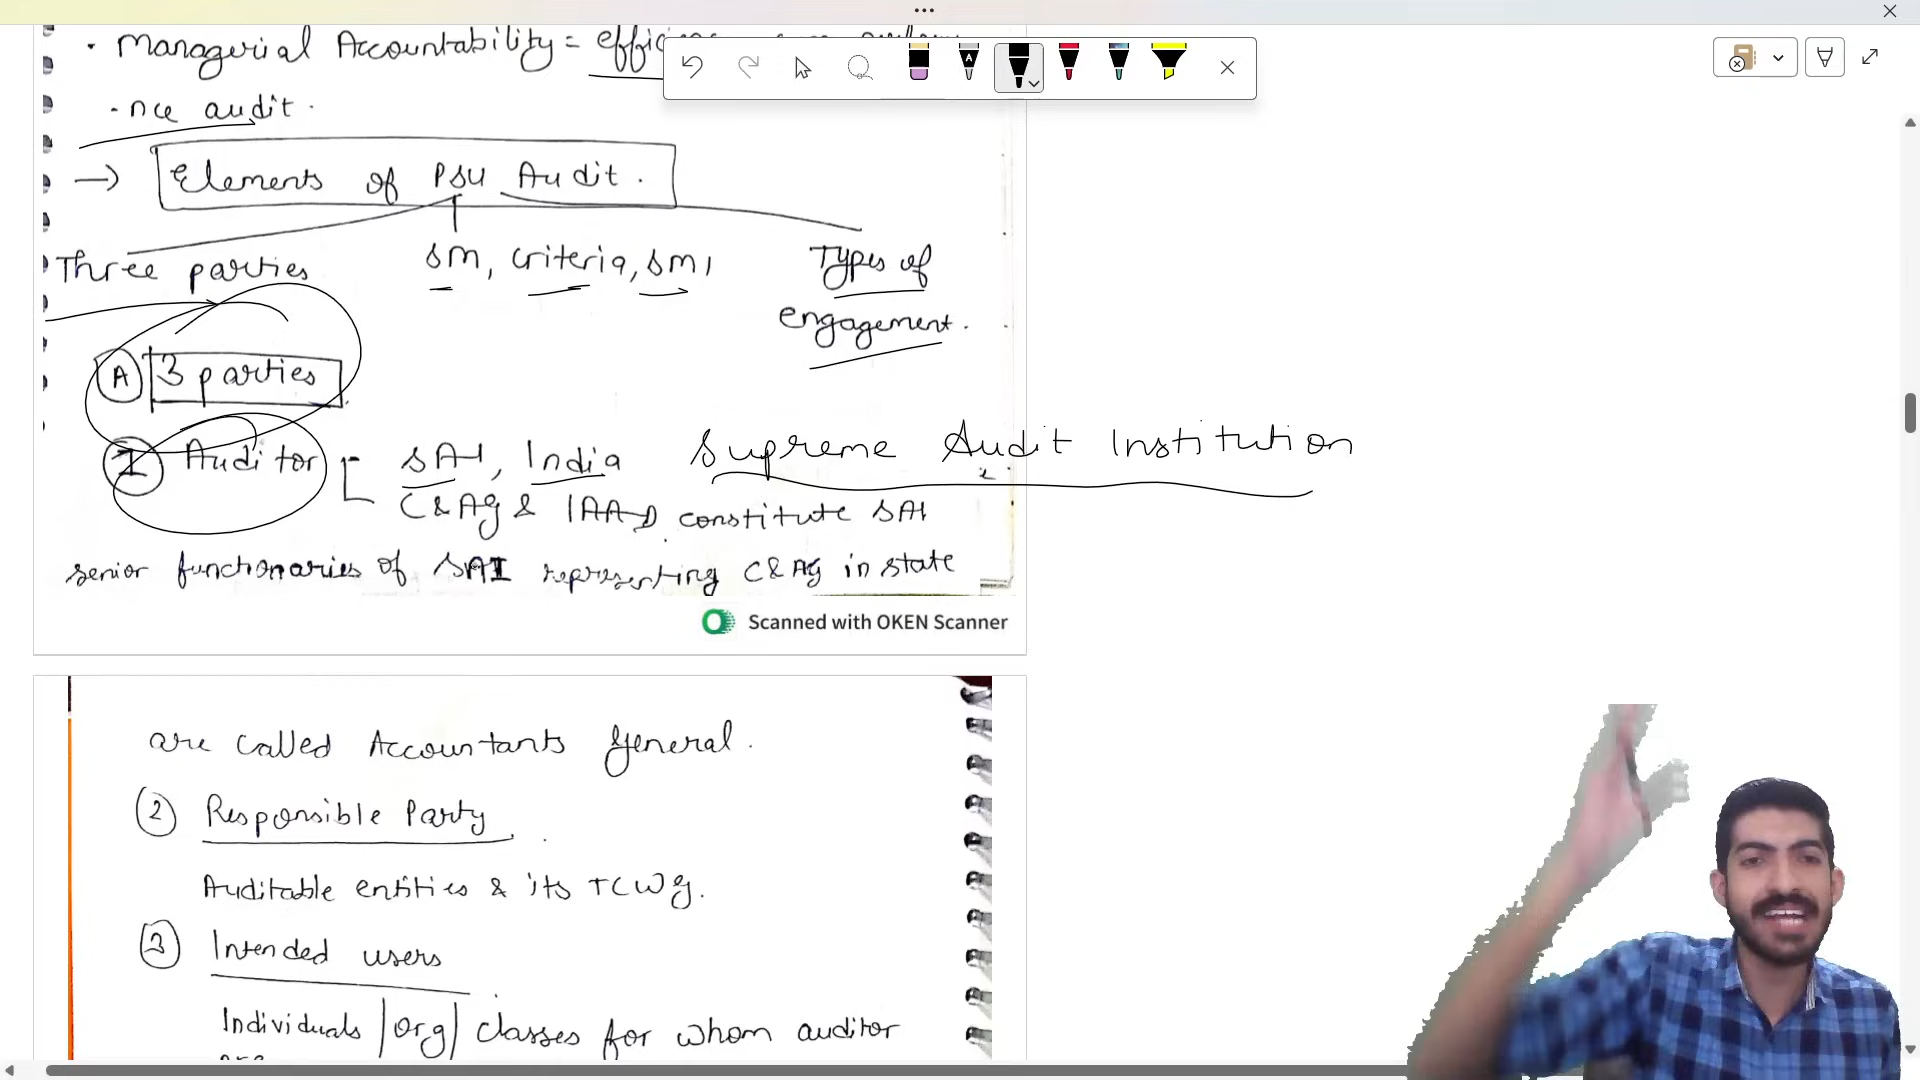 • Managerial Accountability = effic
- nce audit.
→ Elements of PSU Audit.
Three parties SM, Criteria, SMI Types of
engagement.
A 3 parties
I Auditor SAI, India Supreme Audit Institution
C&AG & IAAD constitute SAI
senior functionaries of SAI representing C&AG in state
Scanned with OKEN Scanner
are called Accountants General.
2 Responsible Party
Auditable entities & its TCWG.
3 Intended users
Individuals | org | classes for whom auditor